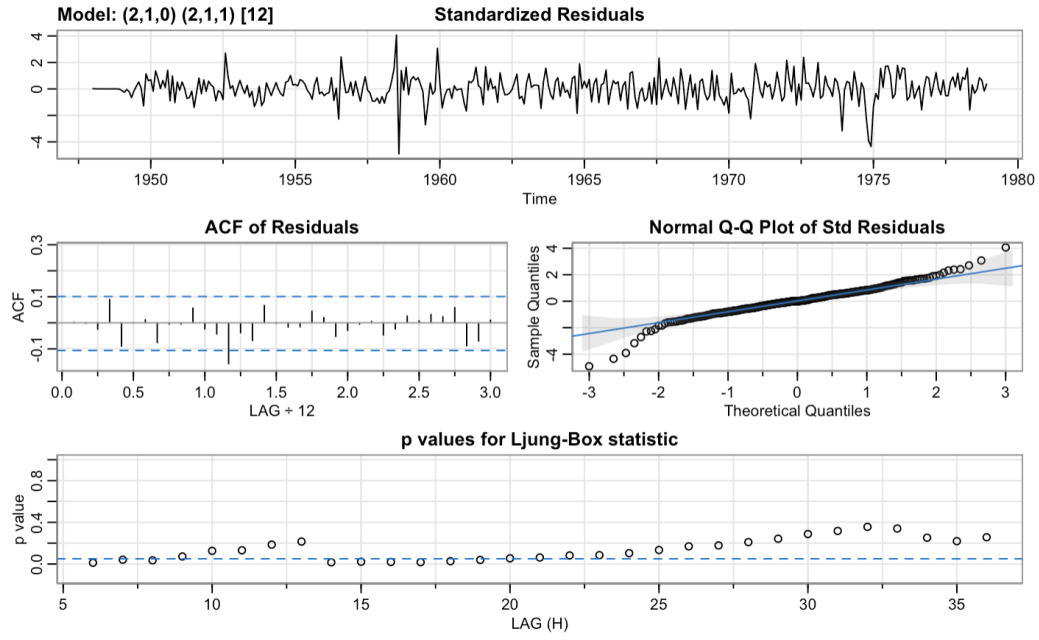 Model: (2,1,0) (2,1,1) [12] Standardized Residuals
4
2
0
-4
1950 1955 1960 1965 1970 1975 1980
Time
ACF of Residuals
ACF
0.3
0.1
-0.1
0.0 0.5 1.0 1.5 2.0 2.5 3.0
LAG ÷ 12
Normal Q-Q Plot of Std Residuals
Sample Quantiles
4
2
0
-4
-3 -2 -1 0 1 2 3
Theoretical Quantiles
p values for Ljung-Box statistic
p value
0.8
0.4
0.0
5 10 15 20 25 30 35
LAG (H)